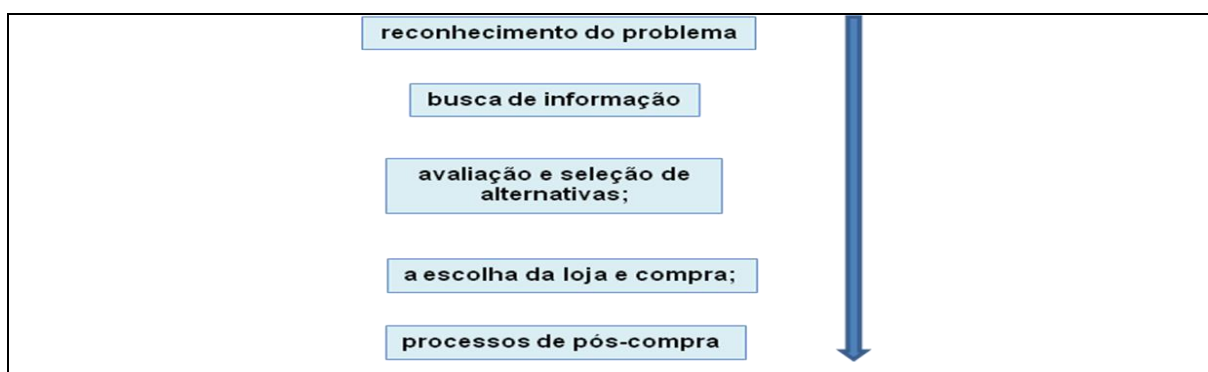 reconhecimento do problema
busca de informação
avaliação e seleção de
alternativas;
a escolha da loja e compra;
processos de pós-compra